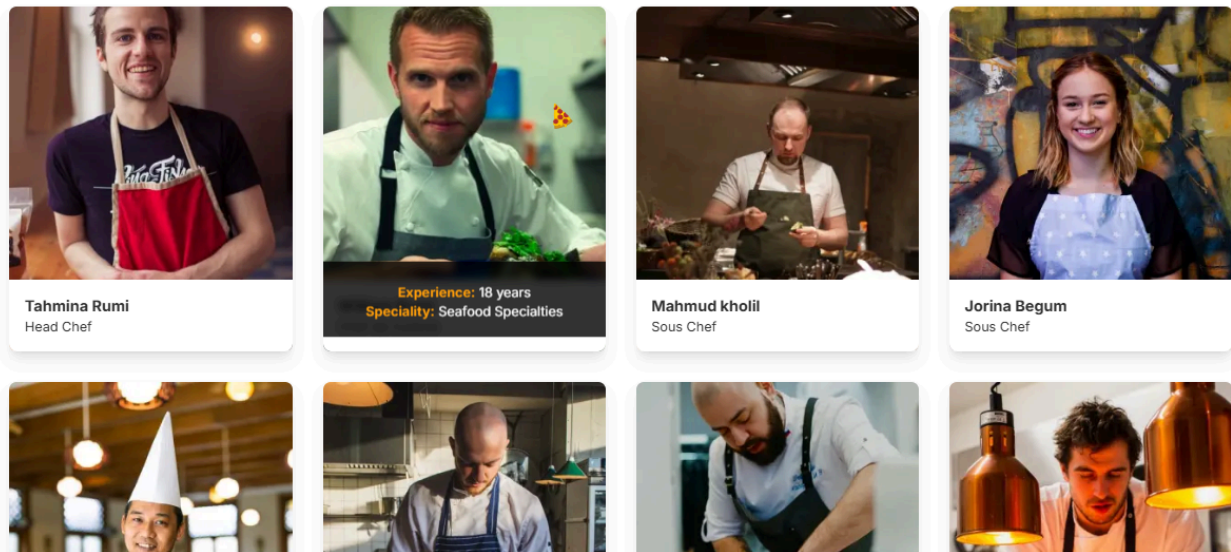 Tahmina Rumi
Head Chef
Experience: 18 years
Speciality: Seafood Specialties
Mahmud kholil
Sous Chef
Jorina Begum
Sous Chef